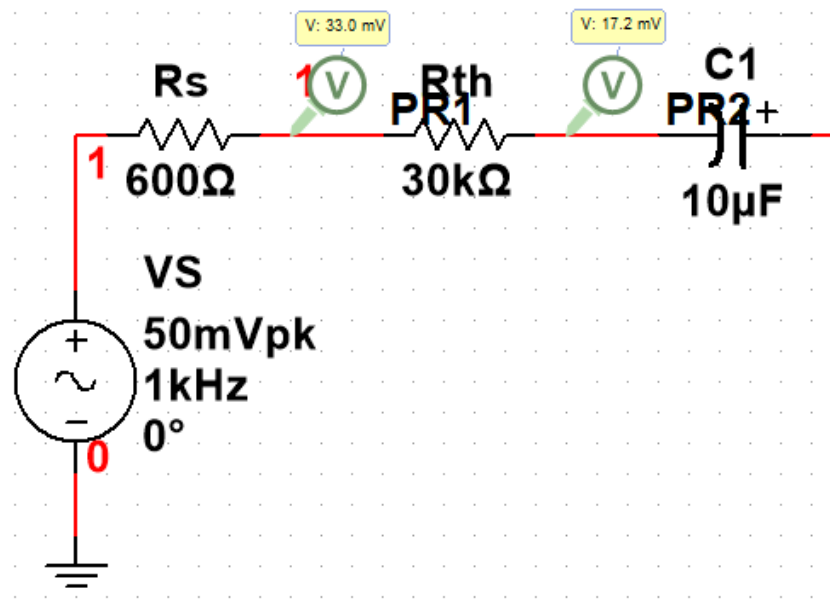 V: 33.0 mV
V: 17.2 mV
Rs
1
Rth
C1
PR1
PR2
+
V
V
1
600Ω
30kΩ
10µF
VS
50mVpk
+
1kHz
0°
0